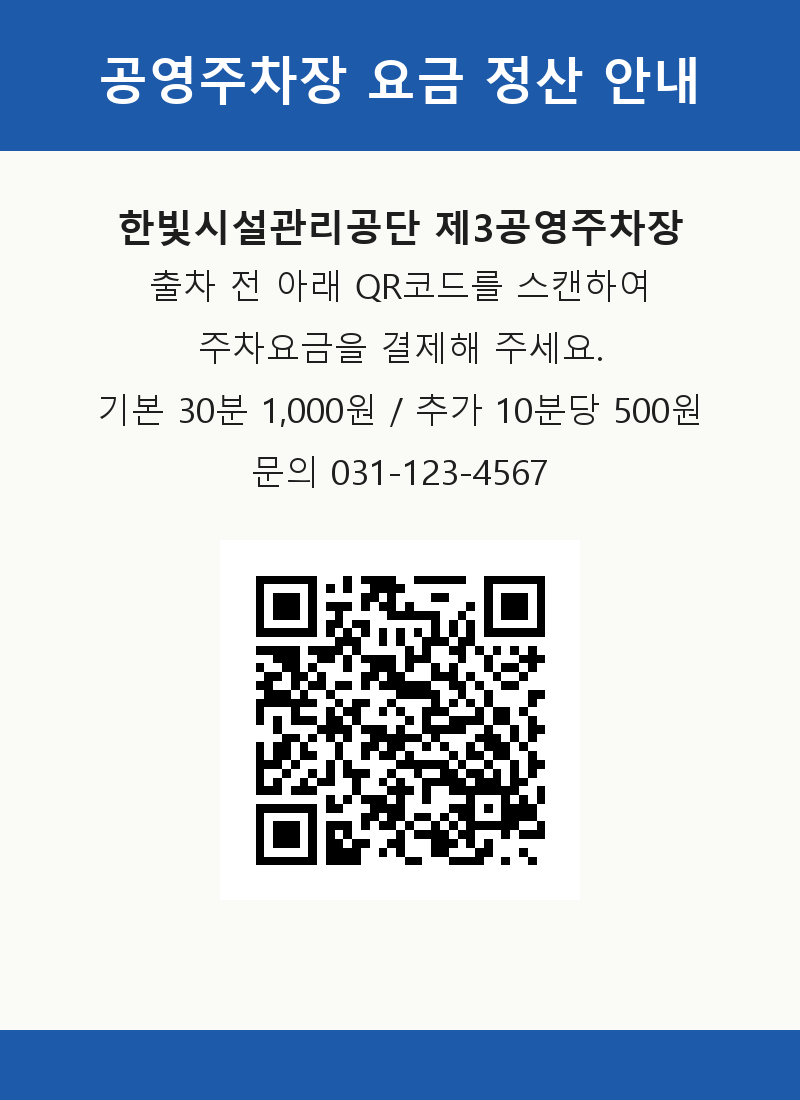 공영주차장 요금 정산 안내
한빛시설관리공단 제3공영주차장
출차 전 아래 QR코드를 스캔하여
주차요금을 결제해 주세요.
기본 30분 1,000원 / 추가 10분당 500원
문의 031-123-4567